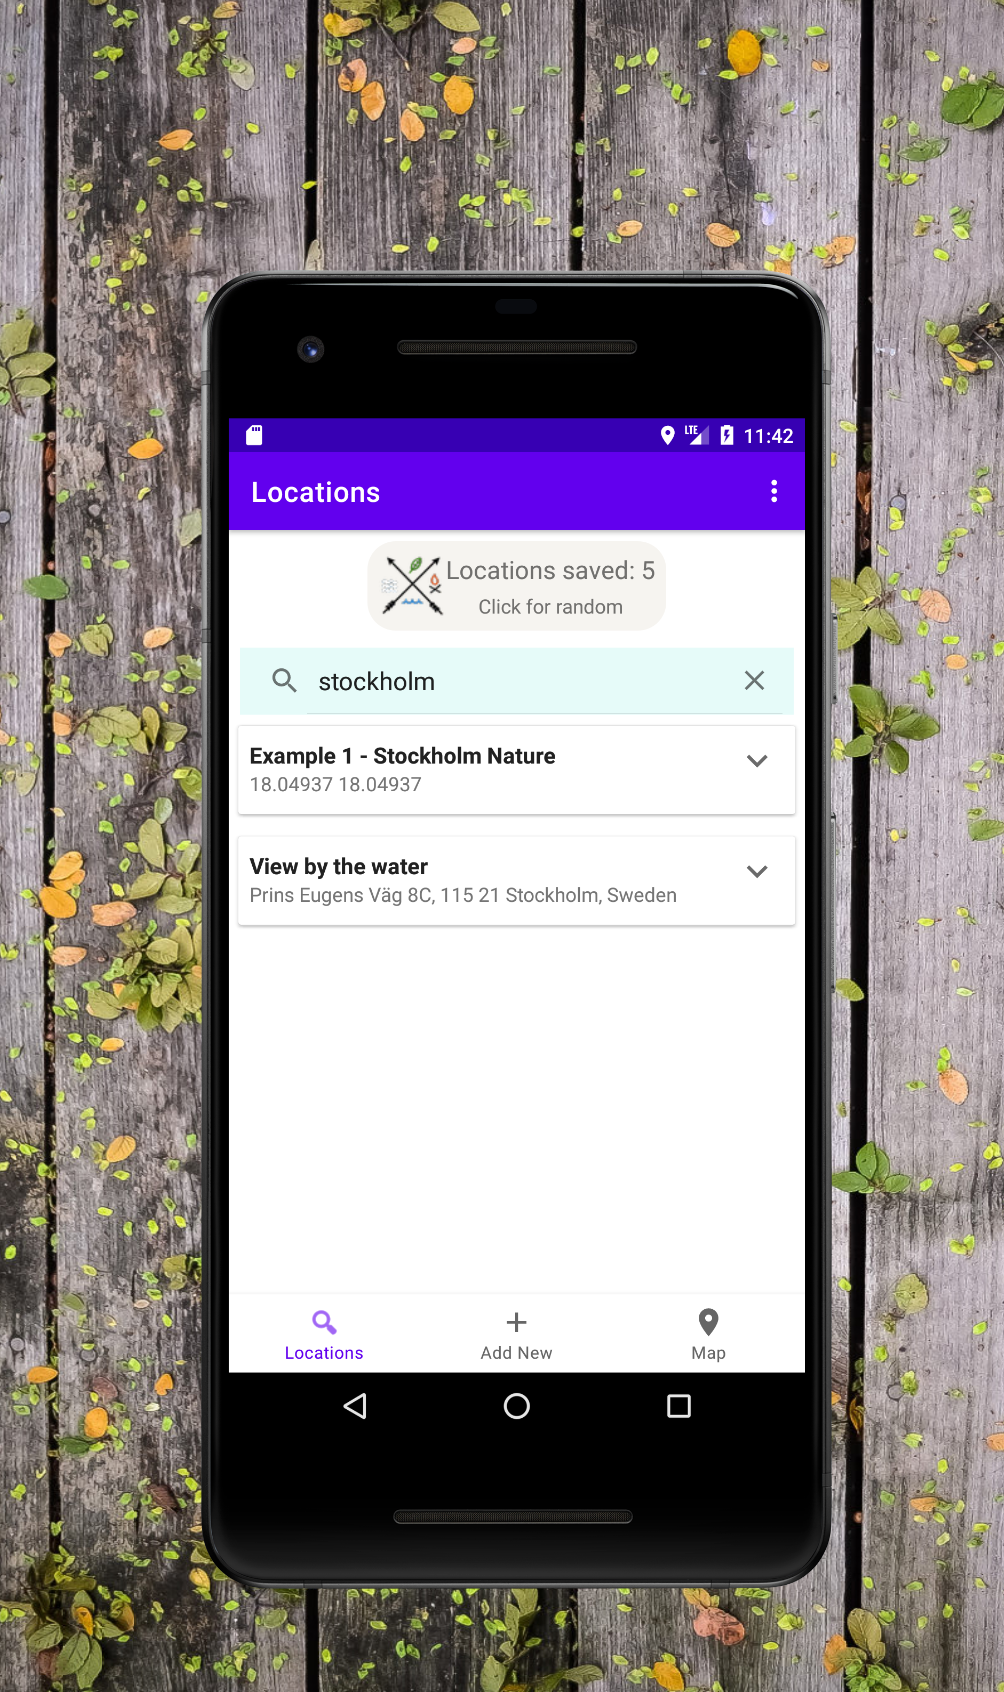 LTE 11:42
Locations
Locations saved: 5
Click for random
stockholm
Example 1 - Stockholm Nature
18.04937 18.04937
View by the water
Prins Eugens Väg 8C, 115 21 Stockholm, Sweden
Locations Add New Map